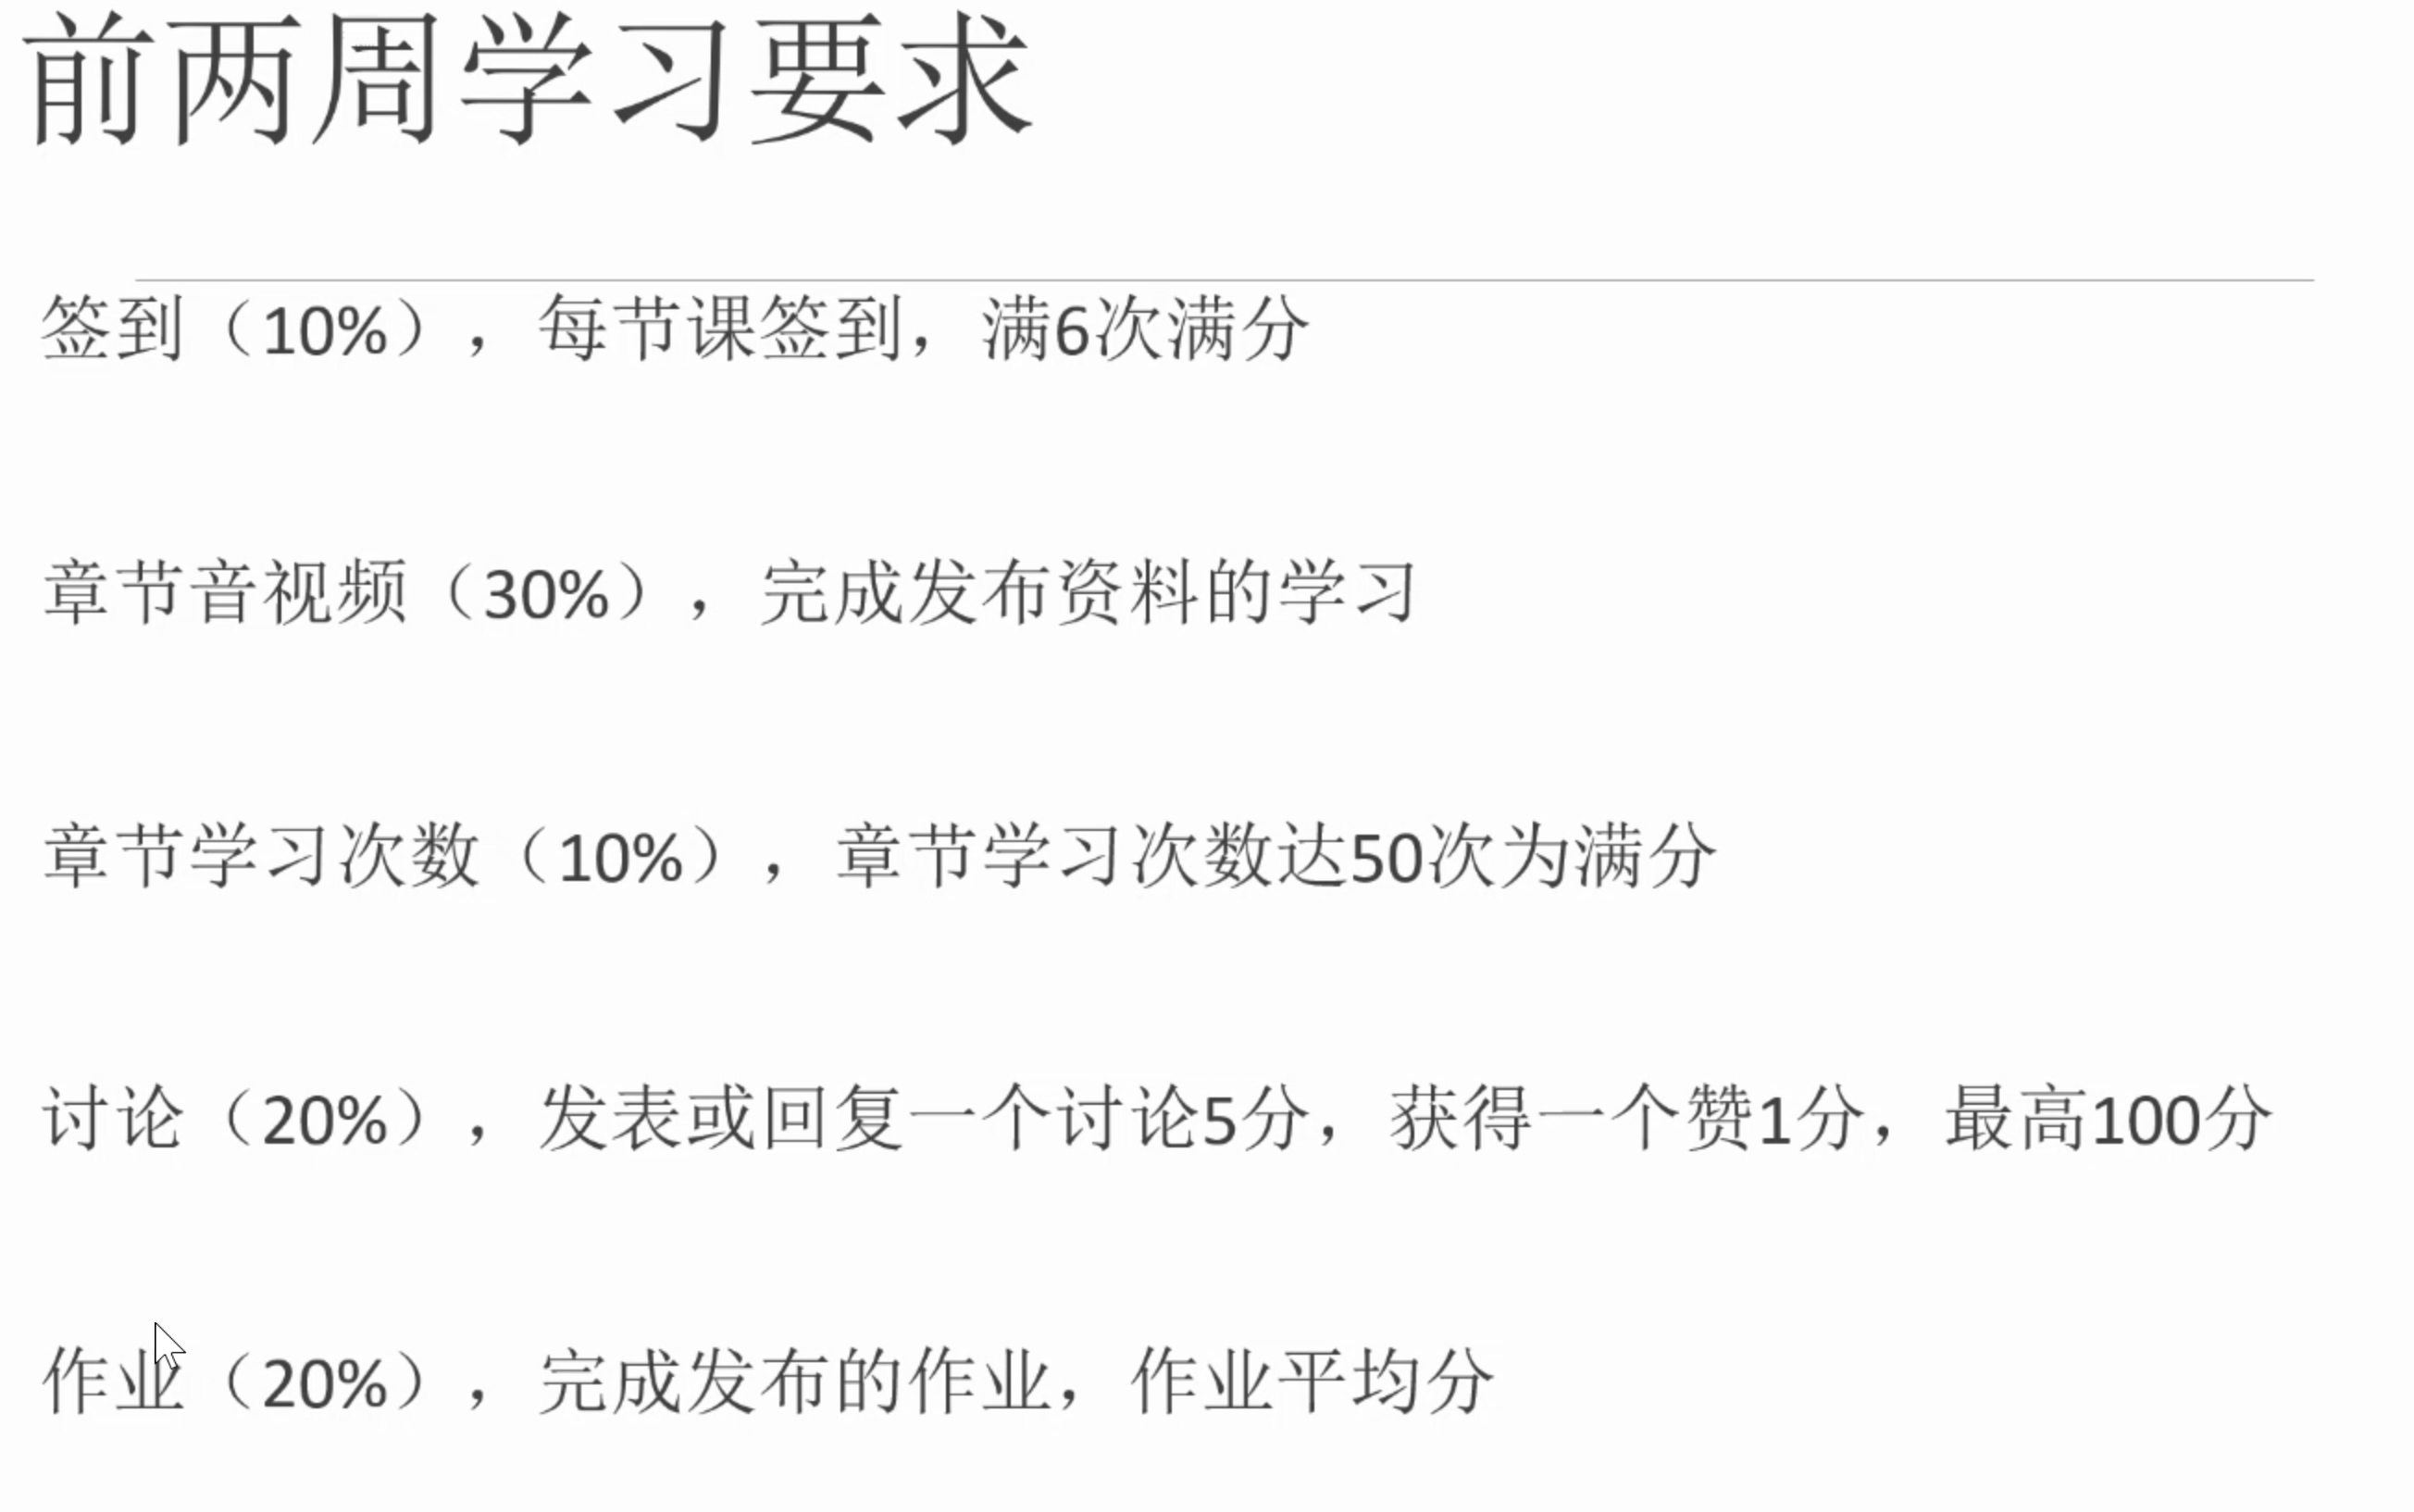 前两周学习要求
签到（10%），每节课签到，满6次满分
章节音视频（30%），完成发布资料的学习
章节学习次数（10%），章节学习次数达50次为满分
讨论（20%），发表或回复一个讨论5分，获得一个赞1分，最高100分
作业（20%），完成发布的作业，作业平均分